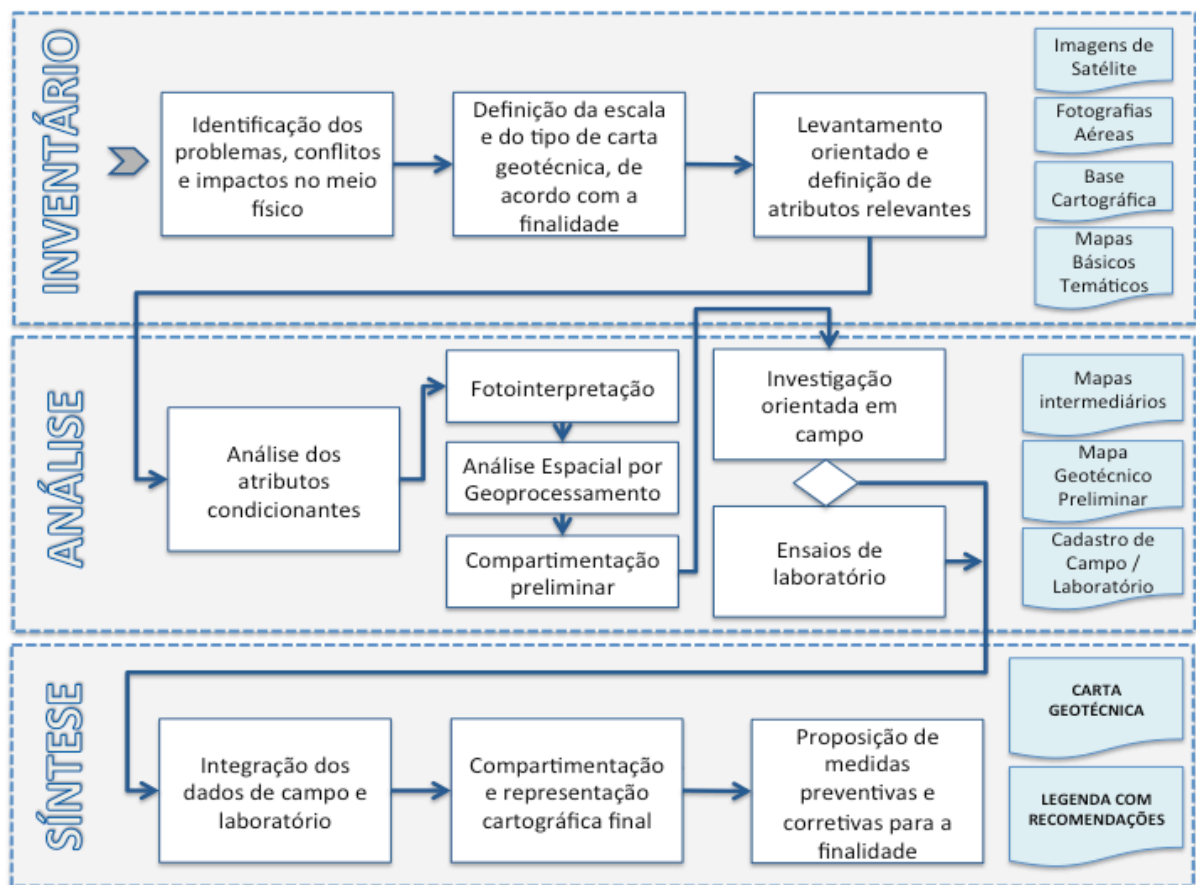 INVENTÁRIO
Identificação dos
problemas, conflitos
e impactos no meio
físico
Definição da escala
e do tipo de carta
geotécnica, de
acordo com a
finalidade
Levantamento
orientado e
definição de
atributos relevantes
Imagens de
Satélite
Fotografias
Aéreas
Base
Cartográfica
Mapas
Básicos
Temáticos
ANÁLISE
Análise dos
atributos
condicionantes
Fotointerpretação
Análise Espacial por
Geoprocessamento
Compartimentação
preliminar
Investigação
orientada em
campo
Ensaios de
laboratório
Mapas
intermediários
Mapa
Geotécnico
Preliminar
Cadastro de
Campo /
Laboratório
SÍNTESE
Integração dos
dados de campo e
laboratório
Compartimentação
e representação
cartográfica final
Proposição de
medidas
preventivas e
corretivas para a
finalidade
CARTA
GEOTÉCNICA
LEGENDA COM
RECOMENDAÇÕES